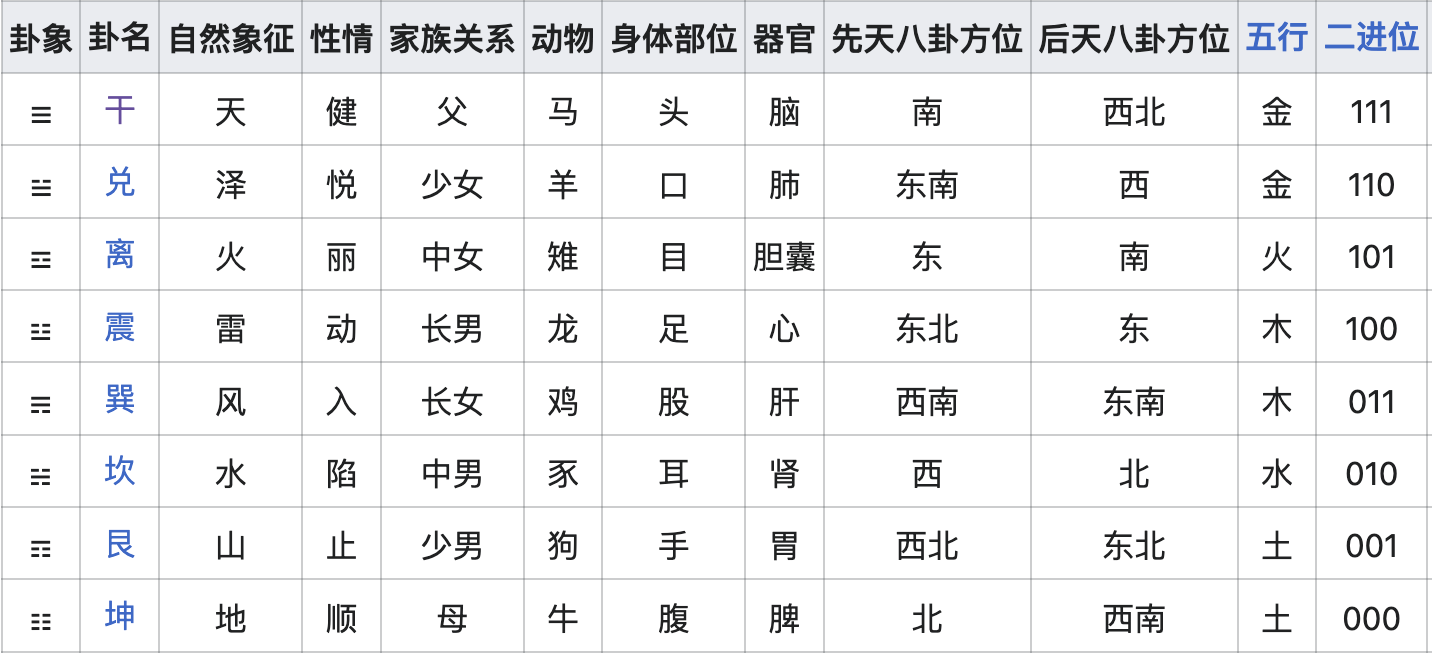 卦象 卦名 自然象征 性情 家族关系 动物 身体部位 器官 先天八卦方位 后天八卦方位 五行 二进位
☰ 干 天 健 父 马 头 脑 南 西北 金 111
☱ 兑 泽 悦 少女 羊 口 肺 东南 西 金 110
☲ 离 火 丽 中女 雉 目 胆囊 东 南 火 101
☳ 震 雷 动 长男 龙 足 心 东北 东 木 100
☴ 巽 风 入 长女 鸡 股 肝 西南 东南 木 011
☵ 坎 水 陷 中男 豕 耳 肾 西 北 水 010
☶ 艮 山 止 少男 狗 手 胃 西北 东北 土 001
☷ 坤 地 顺 母 牛 腹 脾 北 西南 土 000